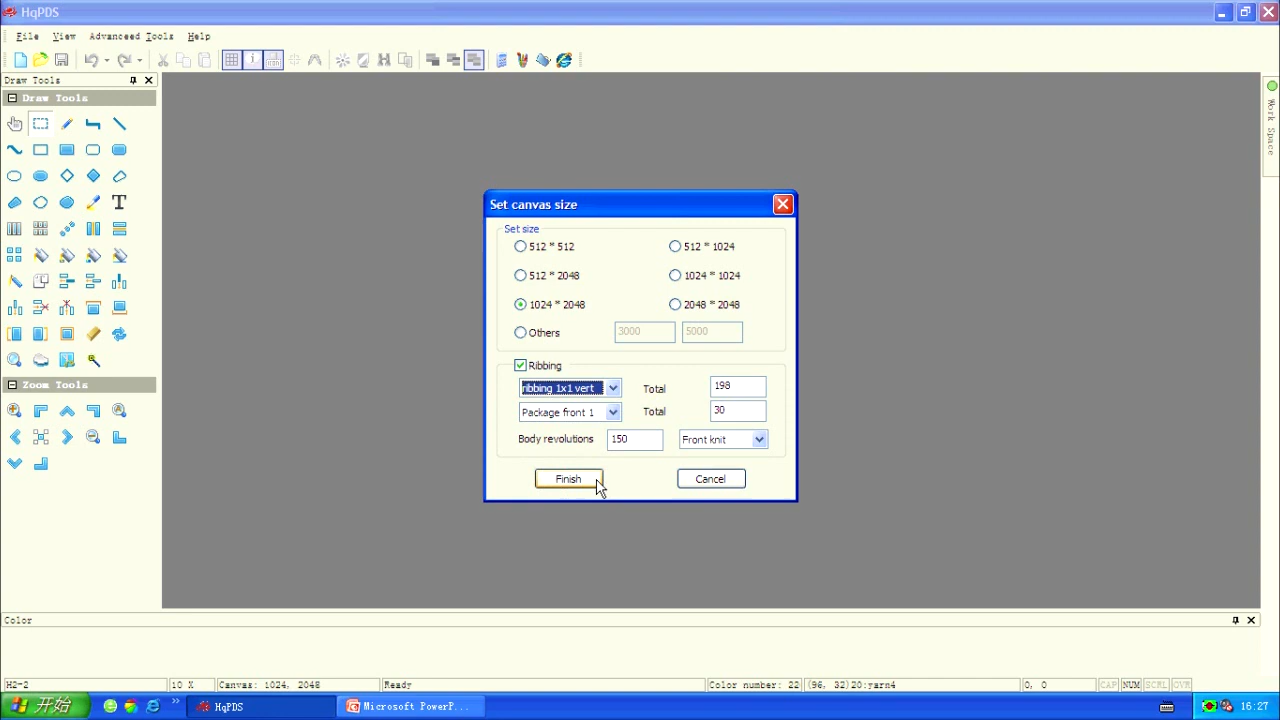 HqPDS
File View Advanceed Tools Help
Draw Tools
Draw Tools
T
Work Space
Zoom Tools
Set canvas size
Set size
512 * 512
512 * 1024
512 * 2048
1024 * 1024
1024 * 2048
2048 * 2048
Others 3000 5000
Ribbing
ribbing 1x1 vert Total 198
Package front 1 Total 30
Body revolutions 150 Front knit
Finish Cancel
Color
H2-2 10 X Canvas: 1024, 2048 Ready Color number: 22 (96, 32)20:yarn4 0, 0 CAP NUM SCRL OVR
开始 HqPDS Microsoft PowerP... 16:27